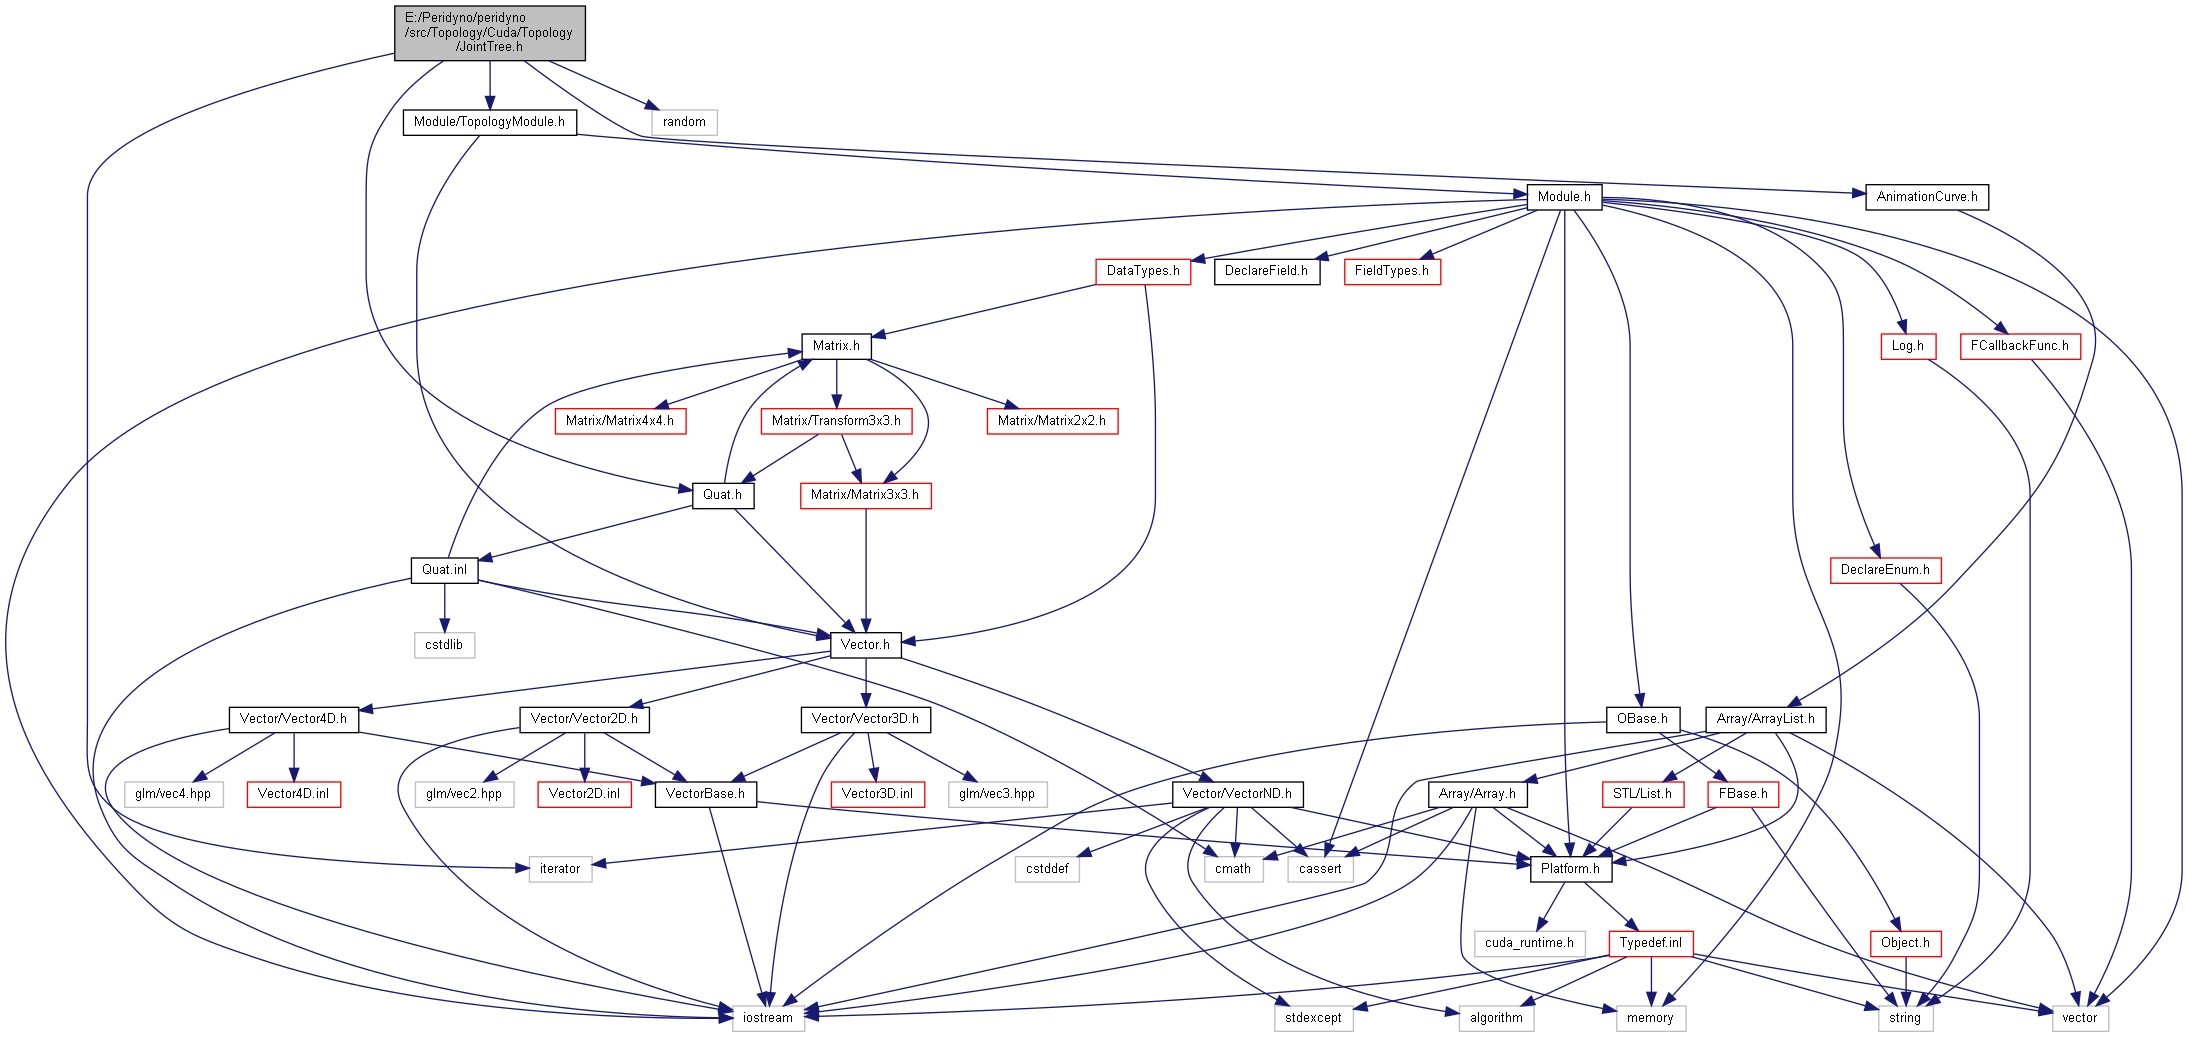 E:/Peridyno/peridyno
/src/Topology/Cuda/Topology
/JointTree.h
Module/TopologyModule.h
random
Module.h
AnimationCurve.h
DataTypes.h
DeclareField.h
FieldTypes.h
Matrix.h
Log.h
FCallbackFunc.h
Matrix/Matrix4x4.h
Matrix/Transform3x3.h
Matrix/Matrix2x2.h
Quat.h
Matrix/Matrix3x3.h
Quat.inl
DeclareEnum.h
cstdlib
Vector.h
Vector/Vector4D.h
Vector/Vector2D.h
Vector/Vector3D.h
OBase.h
Array/ArrayList.h
glm/vec4.hpp
Vector4D.inl
glm/vec2.hpp
Vector2D.inl
VectorBase.h
Vector3D.inl
glm/vec3.hpp
Vector/VectorND.h
Array/Array.h
STL/List.h
FBase.h
iterator
cstddef
cmath
cassert
Platform.h
cuda_runtime.h
Typedef.inl
Object.h
iostream
stdexcept
algorithm
memory
string
vector